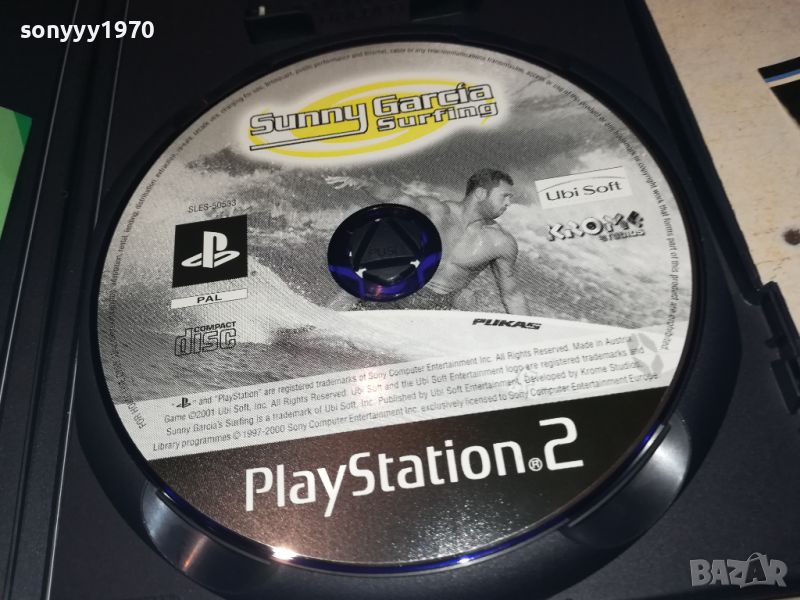 sonyyy1970
Sunny Garcia
Surfing
SLES-50583
Ubi Soft
KROME
STUDIOS
PAL
COMPACT
disc
PUKAS
" " and "PlayStation" are registered trademarks of Sony Computer Entertainment Inc. All Rights Reserved. Made in Austria
Game ©2001 Ubi Soft, Inc. All Rights Reserved. Ubi Soft and the Ubi Soft Entertainment logo are registered trademarks and
Sunny Garcia's Surfing is a trademark of Ubi Soft, Inc. Published by Ubi Soft Entertainment. Developed by Krome Studios.
Library programmes ©1997-2000 Sony Computer Entertainment Inc. exclusively licensed to Sony Computer Entertainment Europe
PlayStation®2
BAZAR